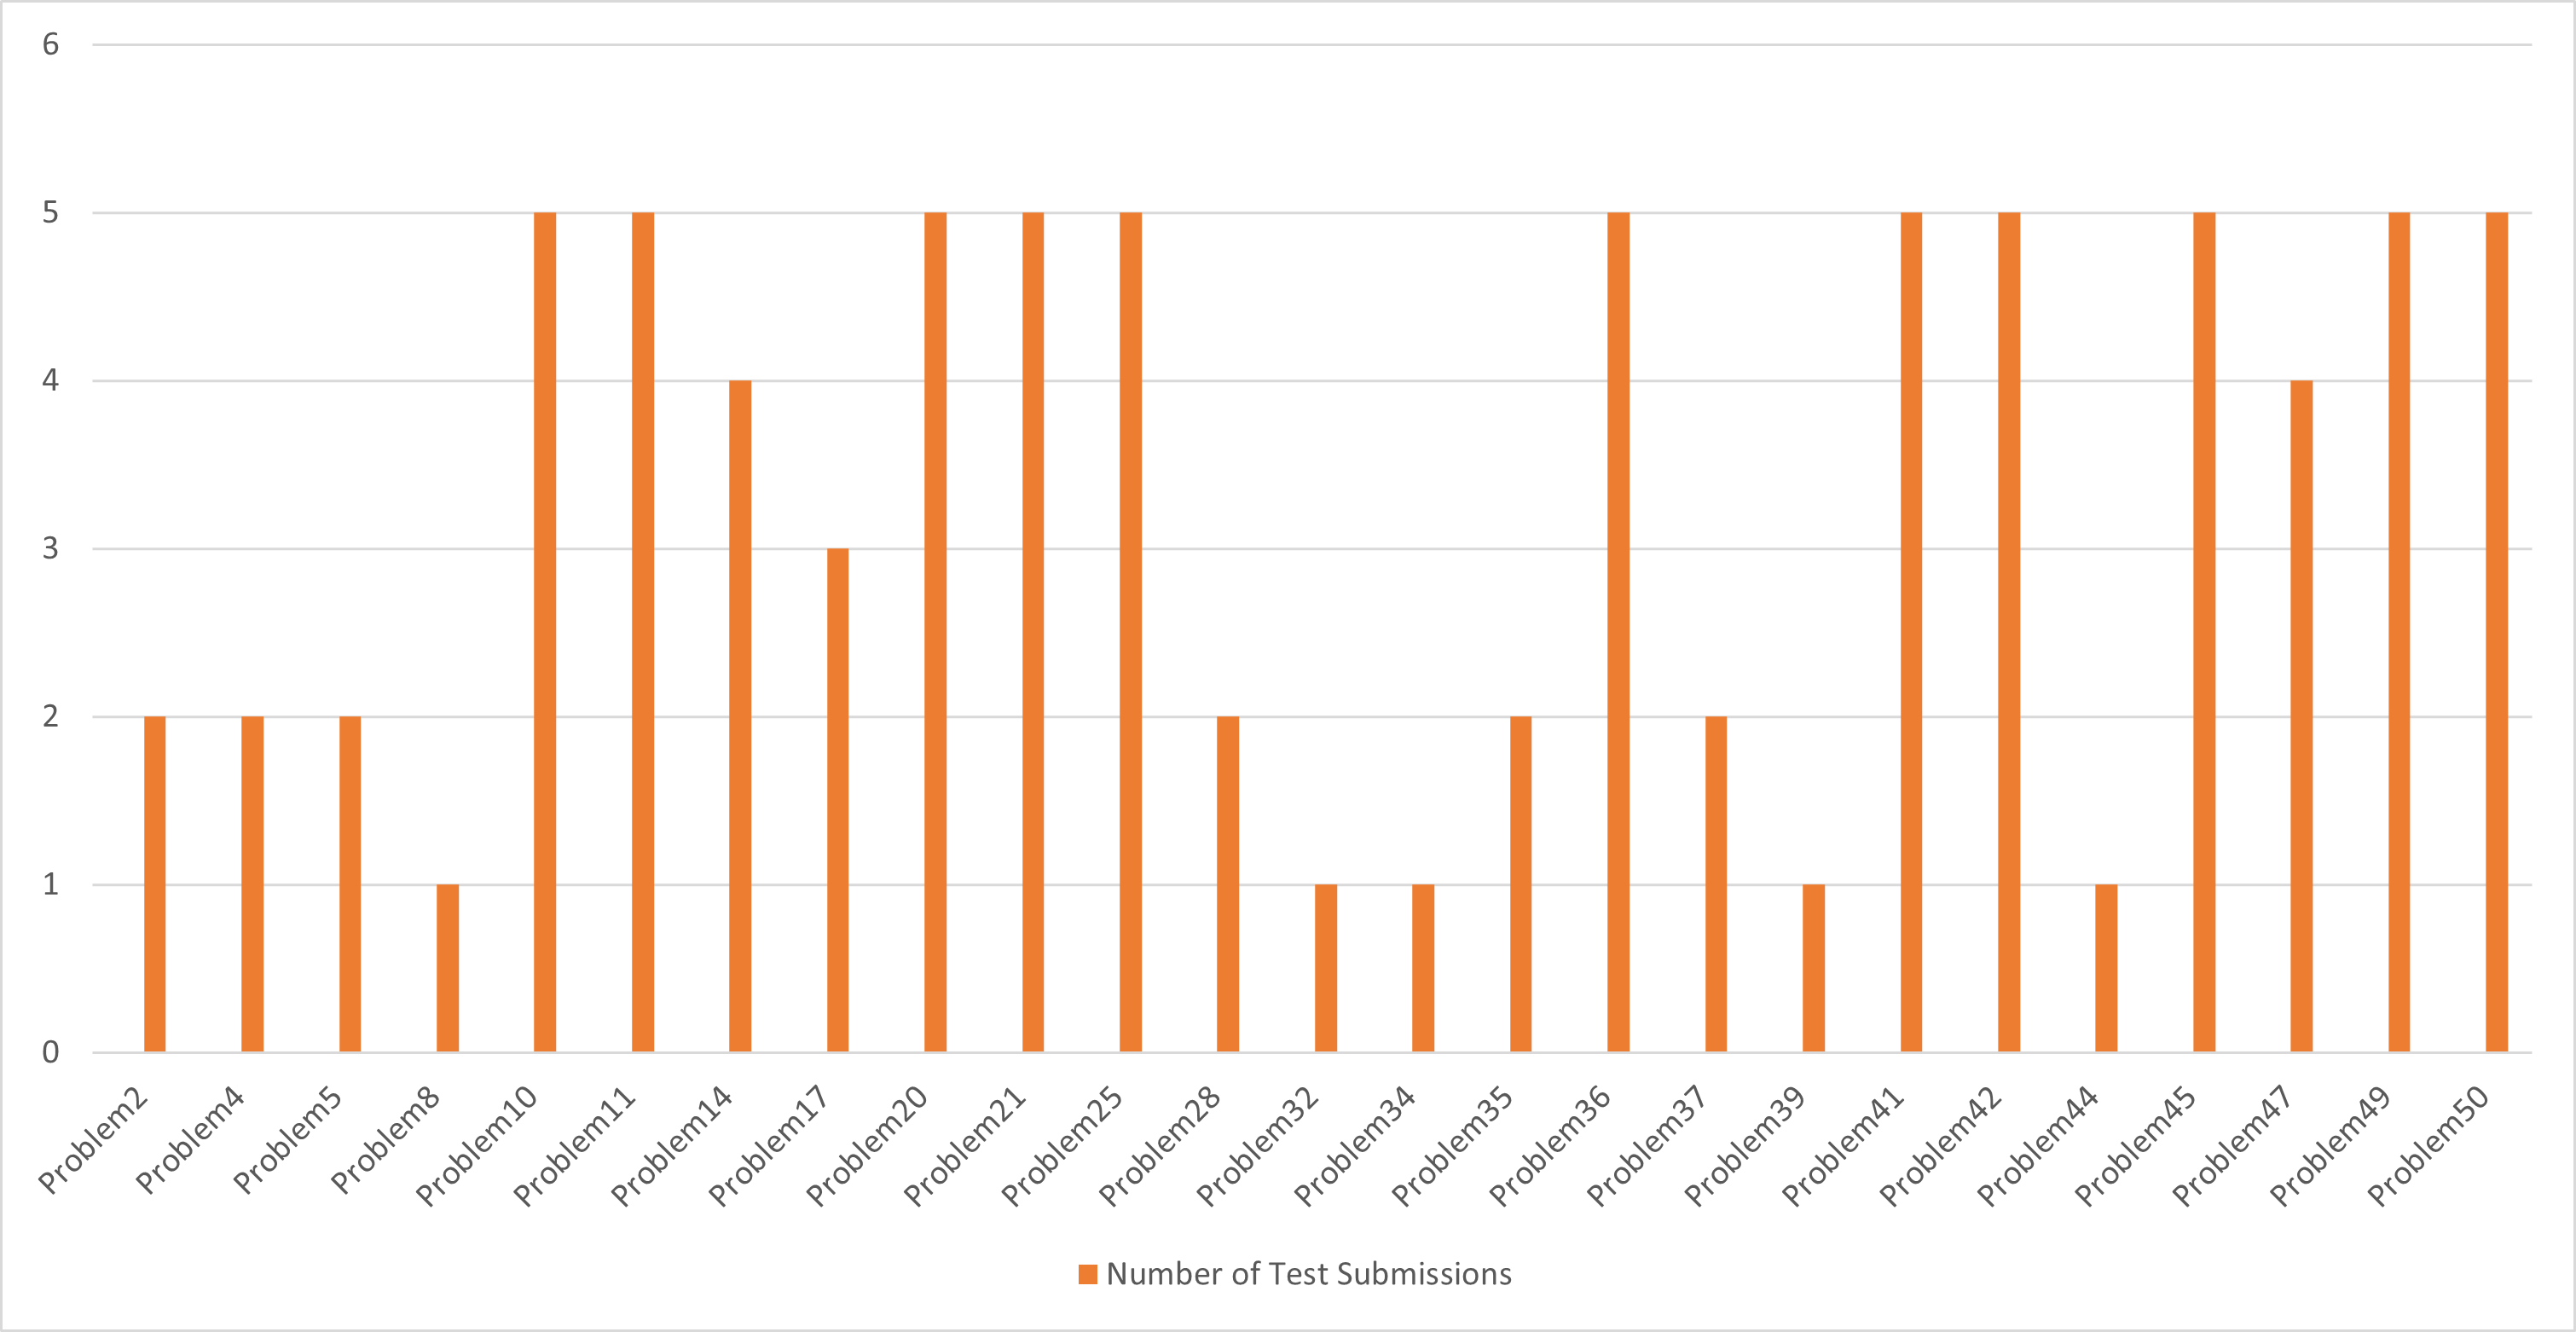 6
5
4
3
2
1
0
Problem2
Problem4
Problem5
Problem8
Problem10
Problem11
Problem14
Problem17
Problem20
Problem21
Problem25
Problem28
Problem32
Problem34
Problem35
Problem36
Problem37
Problem39
Problem41
Problem42
Problem44
Problem45
Problem47
Problem49
Problem50
Number of Test Submissions